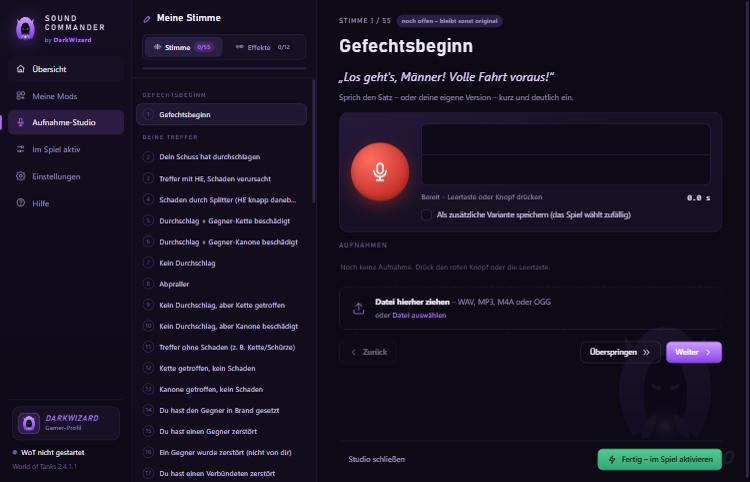 SOUND
COMMANDER
by DarkWizard
Übersicht
Meine Mods
Aufnahme-Studio
Im Spiel aktiv
Einstellungen
Hilfe
DARKWIZARD
Gamer-Profil
WoT nicht gestartet
World of Tanks 2.4.1.1
Meine Stimme
Stimme 0/55
Effekte 0/12
GEFECHTSBEGINN
1 Gefechtsbeginn
DEINE TREFFER
2 Dein Schuss hat durchschlagen
3 Treffer mit HE, Schaden verursacht
4 Schaden durch Splitter (HE knapp daneb...
5 Durchschlag + Gegner-Kette beschädigt
6 Durchschlag + Gegner-Kanone beschädigt
7 Kein Durchschlag
8 Abpraller
9 Kein Durchschlag, aber Kette getroffen
10 Kein Durchschlag, aber Kanone beschädigt
11 Treffer ohne Schaden (z. B. Kette/Schürze)
12 Kette getroffen, kein Schaden
13 Kanone getroffen, kein Schaden
14 Du hast den Gegner in Brand gesetzt
15 Du hast einen Gegner zerstört
16 Ein Gegner wurde zerstört (nicht von dir)
17 Du hast einen Verbündeten zerstört
STIMME 1 / 55 noch offen – bleibt sonst original
Gefechtsbeginn
„Los geht's, Männer! Volle Fahrt voraus!“
Sprich den Satz – oder deine eigene Version – kurz und deutlich ein.
Bereit – Leertaste oder Knopf drücken 0.0 s
Als zusätzliche Variante speichern (das Spiel wählt zufällig)
AUFNAHMEN
Noch keine Aufnahme. Drück den roten Knopf oder die Leertaste.
Datei hierher ziehen – WAV, MP3, M4A oder OGG
oder Datei auswählen
Zurück
Überspringen
Weiter
Studio schließen
Fertig – im Spiel aktivieren